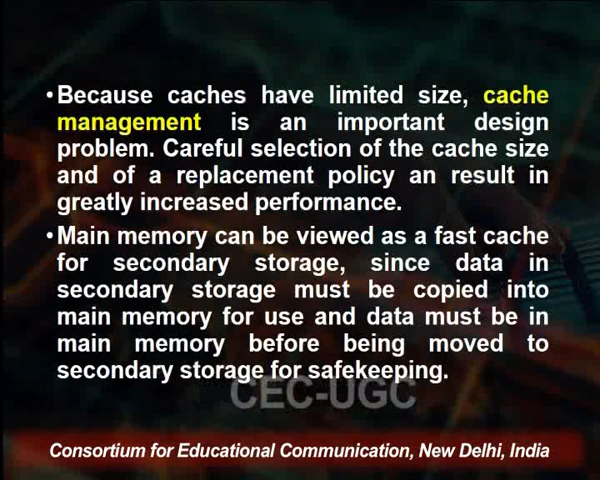 • Because caches have limited size, cache
management is an important design
problem. Careful selection of the cache size
and of a replacement policy an result in
greatly increased performance.
• Main memory can be viewed as a fast cache
for secondary storage, since data in
secondary storage must be copied into
main memory for use and data must be in
main memory before being moved to
secondary storage for safekeeping.
CEC-UGC
Consortium for Educational Communication, New Delhi, India